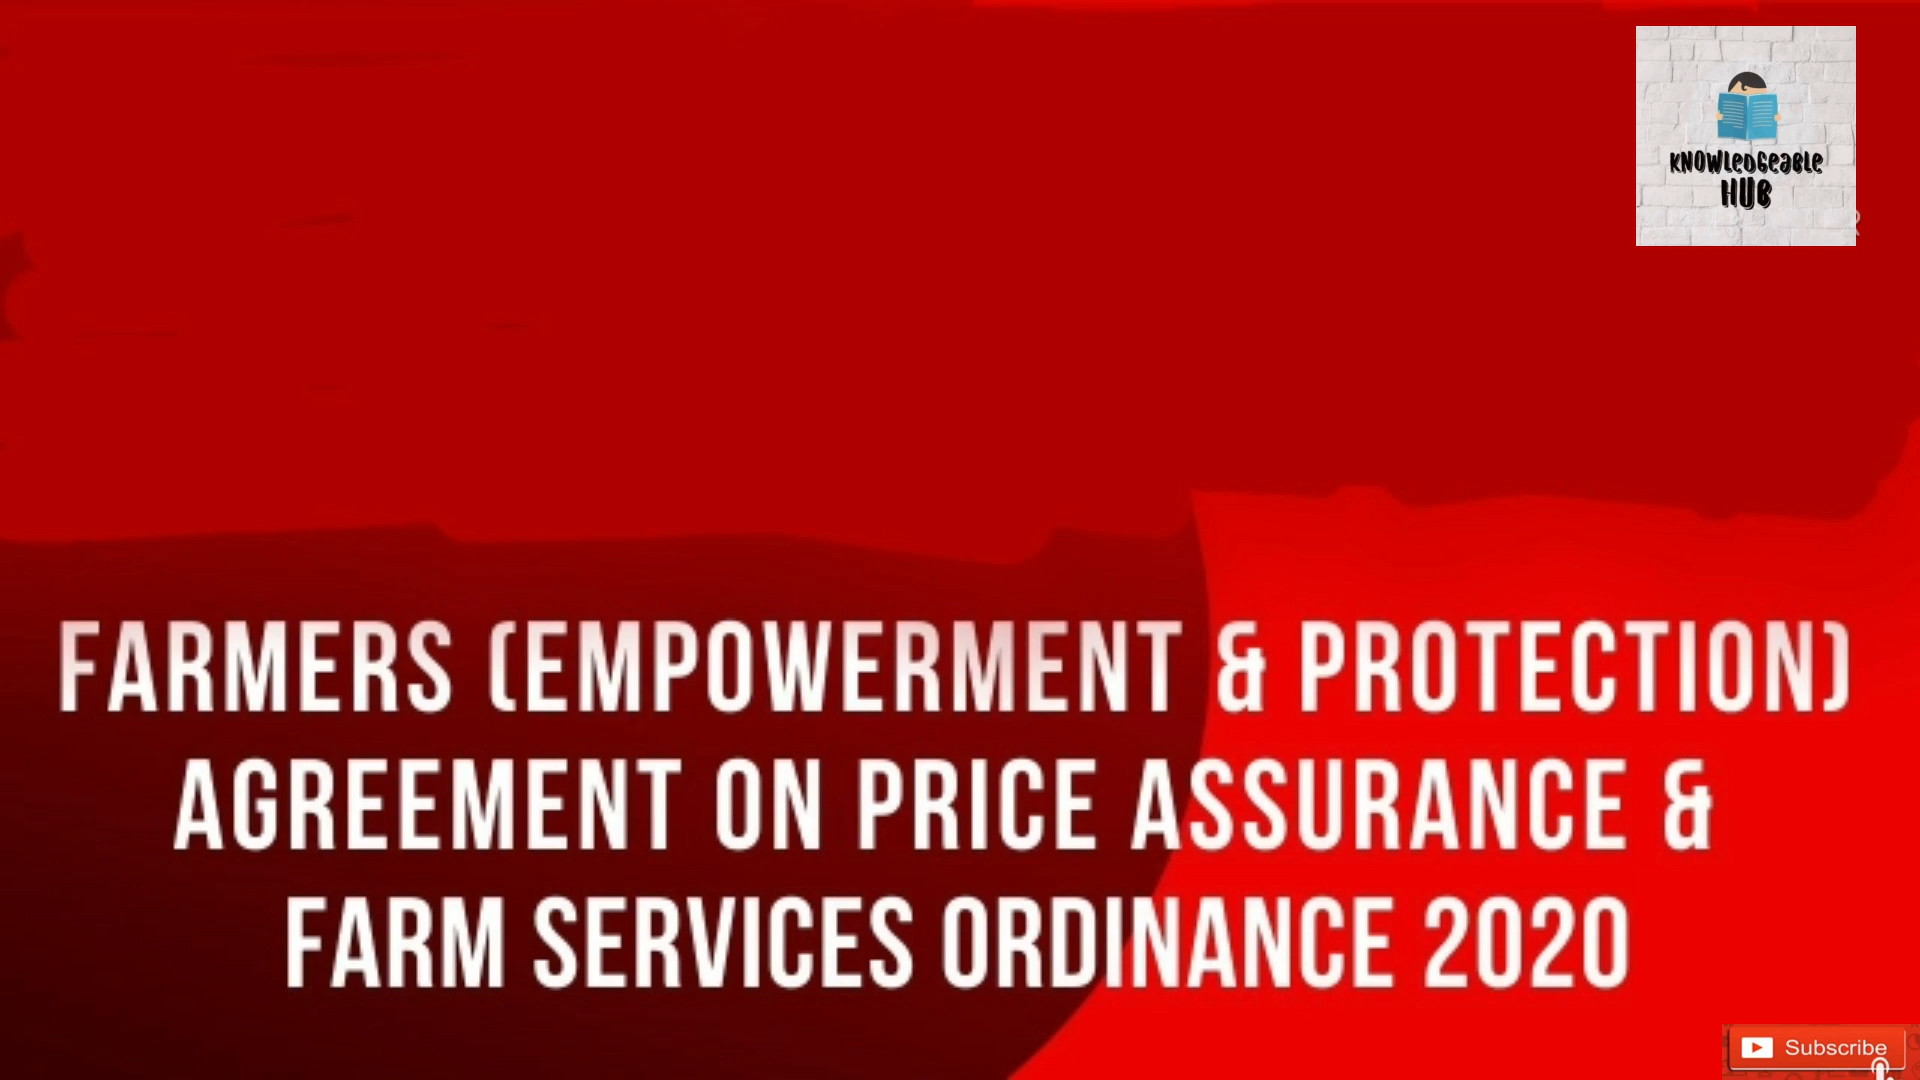 KNOWLEDGEABLE
HUB
FARMERS (EMPOWERMENT & PROTECTION)
AGREEMENT ON PRICE ASSURANCE &
FARM SERVICES ORDINANCE 2020
Subscribe